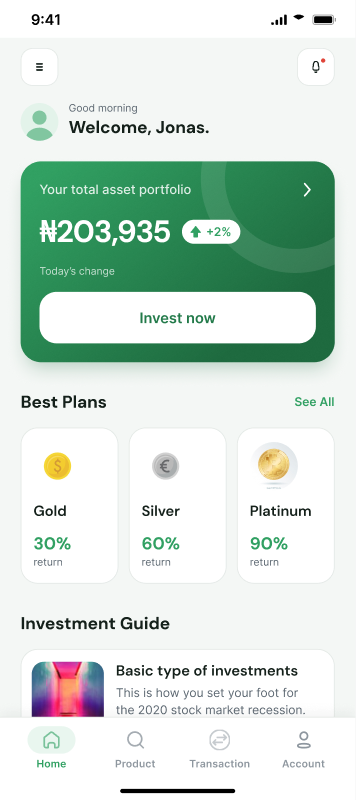 9:41
Good morning
Welcome, Jonas.
Your total asset portfolio
₦203,935
+2%
Today's change
Invest now
Best Plans
See All
Gold
Silver
Platinum
30%
60%
90%
return
return
return
Investment Guide
Basic type of investments
This is how you set your foot for
the 2020 stock market recession.
Home
Product
Transaction
Account